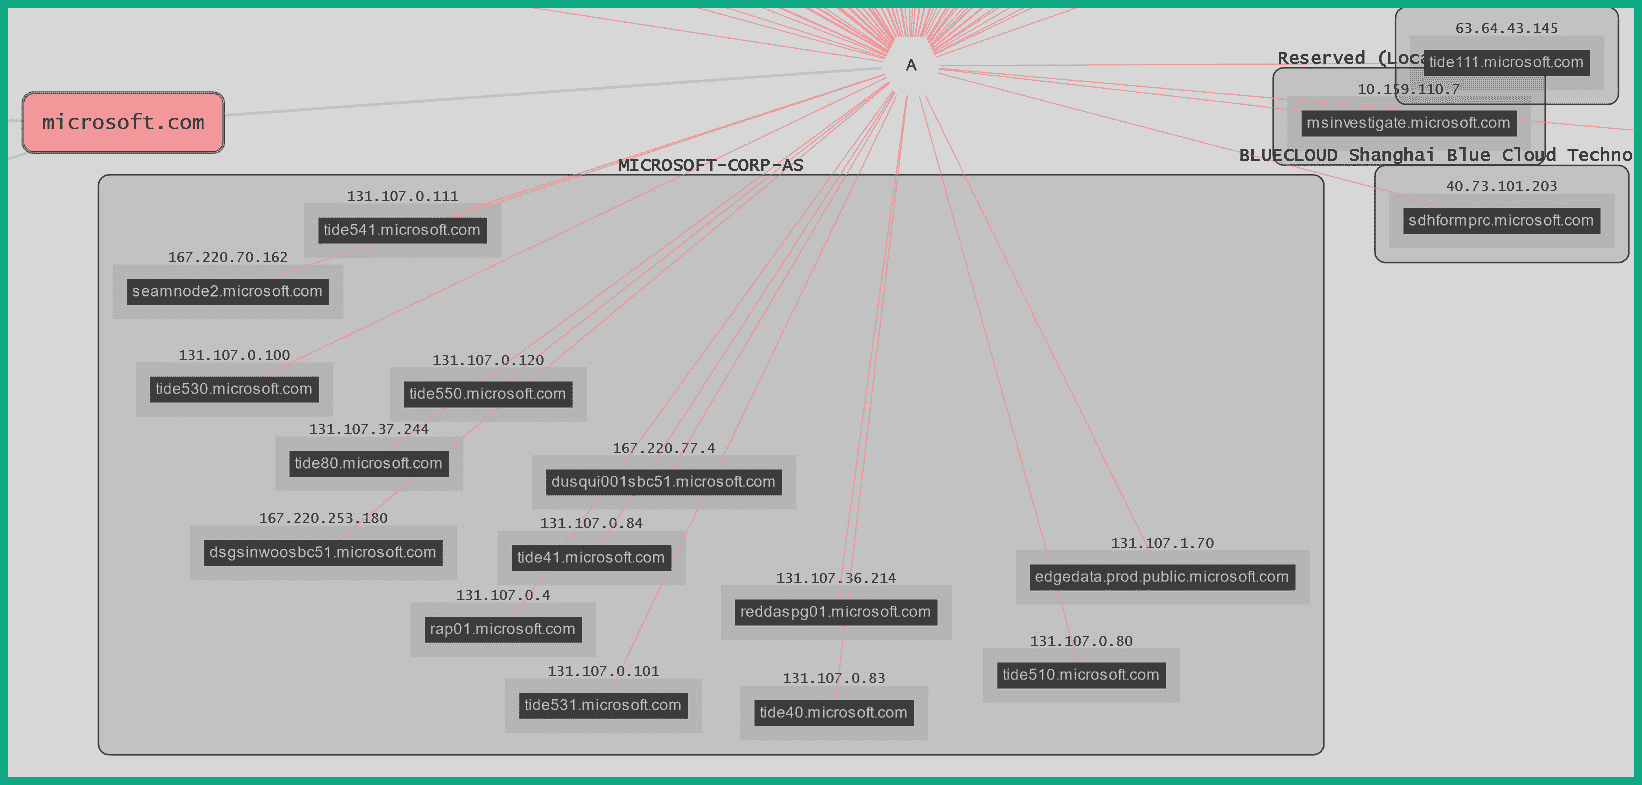 63.64.43.145
Reserved (Loca
tide111.microsoft.com
A
10.159.110.7
microsoft.com
msinvestigate.microsoft.com
MICROSOFT-CORP-AS
BLUECLOUD Shanghai Blue Cloud Techno
131.107.0.111
40.73.101.203
tide541.microsoft.com
sdhformprc.microsoft.com
167.220.70.162
seamnode2.microsoft.com
131.107.0.100
131.107.0.120
tide530.microsoft.com
tide550.microsoft.com
131.107.37.244
tide80.microsoft.com
167.220.77.4
dusqui001sbc51.microsoft.com
167.220.253.180
131.107.0.84
dsgsinwoosbc51.microsoft.com
tide41.microsoft.com
131.107.1.70
edgedata.prod.public.microsoft.com
131.107.36.214
131.107.0.4
reddaspg01.microsoft.com
rap01.microsoft.com
131.107.0.80
131.107.0.101
tide510.microsoft.com
131.107.0.83
tide531.microsoft.com
tide40.microsoft.com